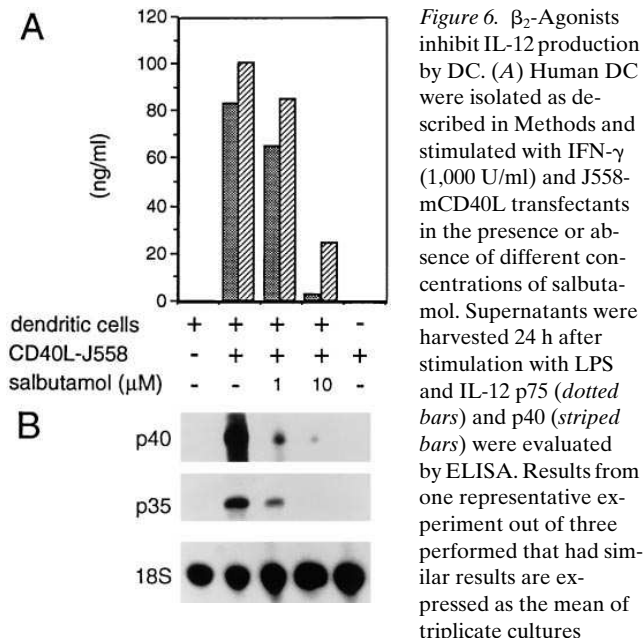 A
120
100
80
60
40
20
0
(ng/ml)
dendritic cells + + + + -
CD40L-J558 - + + + +
salbutamol (μM) - - 1 10 -
B
p40
p35
18S
Figure 6. β₂-Agonists
inhibit IL-12 production
by DC. (A) Human DC
were isolated as de-
scribed in Methods and
stimulated with IFN-γ
(1,000 U/ml) and J558-
mCD40L transfectants
in the presence or ab-
sence of different con-
centrations of salbuta-
mol. Supernatants were
harvested 24 h after
stimulation with LPS
and IL-12 p75 (dotted
bars) and p40 (striped
bars) were evaluated
by ELISA. Results from
one representative ex-
periment out of three
performed that had sim-
ilar results are ex-
pressed as the mean of
triplicate cultures